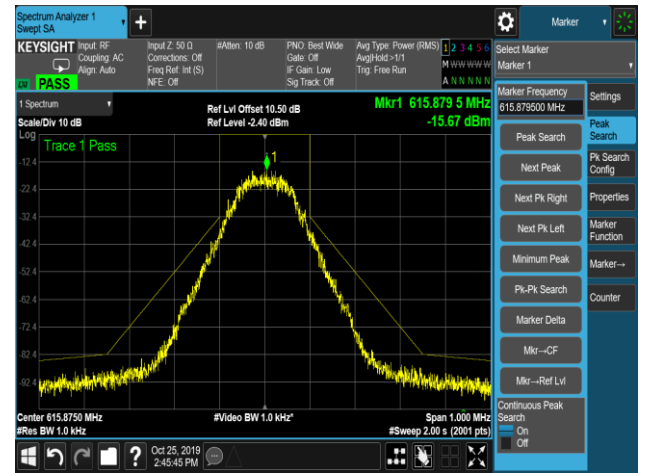 Spectrum Analyzer 1
Swept SA
Marker
KEYSIGHT
Input: RF
Coupling: AC
Align: Auto
Input Z: 50 Ω
Corrections: Off
Freq Ref: Int (S)
NFE: Off
#Atten: 10 dB
PNO: Best Wide
Gate: Off
IF Gain: Low
Sig Track: Off
Avg Type: Power (RMS)
Avg|Hold:>1/1
Trig: Free Run
1 2 3 4 5 6
M W W W W W
A N N N N N
LXI
PASS
Select Marker
Marker 1
1 Spectrum
Scale/Div 10 dB
Log
Ref Lvl Offset 10.50 dB
Ref Level -2.40 dBm
Mkr1 615.879 5 MHz
-15.67 dBm
Trace 1 Pass
1
-12.4
-22.4
-32.4
-42.4
-52.4
-62.4
-72.4
-82.4
-92.4
Center 615.8750 MHz
#Res BW 1.0 kHz
#Video BW 1.0 kHz*
Span 1.000 MHz
#Sweep 2.00 s (2001 pts)
Marker Frequency
615.879500 MHz
Peak Search
Next Peak
Next Pk Right
Next Pk Left
Minimum Peak
Pk-Pk Search
Marker Delta
Mkr→CF
Mkr→Ref Lvl
Continuous Peak
Search
On
Off
Settings
Peak
Search
Pk Search
Config
Properties
Marker
Function
Marker→
Counter
?
Oct 25, 2019
2:45:45 PM